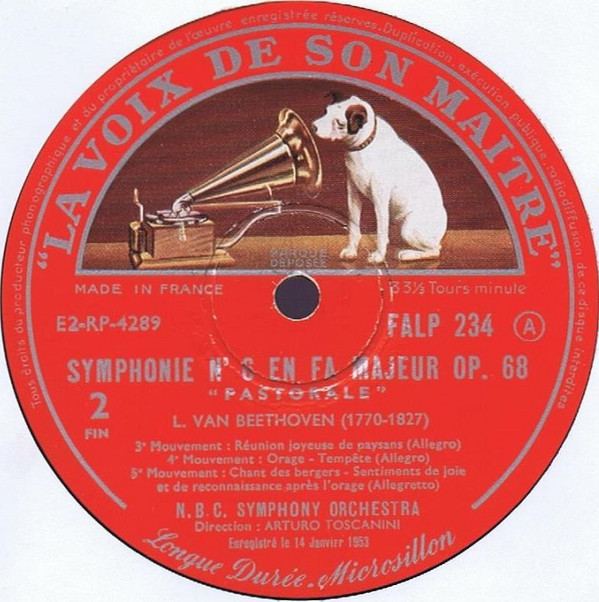 Tous droits du producteur phonographique et du propriétaire de l'œuvre enregistrée réservés. Duplication, exécution publique, radiodiffusion de ce disque interdites
"LA VOIX DE SON MAITRE"
MARQUE
DÉPOSÉE
MADE IN FRANCE
33⅓ Tours minute
E2-RP-4289
FALP 234 A
SYMPHONIE N° 6 EN FA MAJEUR OP. 68
"PASTORALE"
2
FIN
L. VAN BEETHOVEN (1770-1827)
3e Mouvement : Réunion joyeuse de paysans (Allegro)
4e Mouvement : Orage - Tempête (Allegro)
5e Mouvement : Chant des bergers - Sentiments de joie
et de reconnaissance après l'orage (Allegretto)
N.B.C. SYMPHONY ORCHESTRA
Direction : ARTURO TOSCANINI
Enregistré le 14 Janvirr 1953
Longue Durée. Microsillon